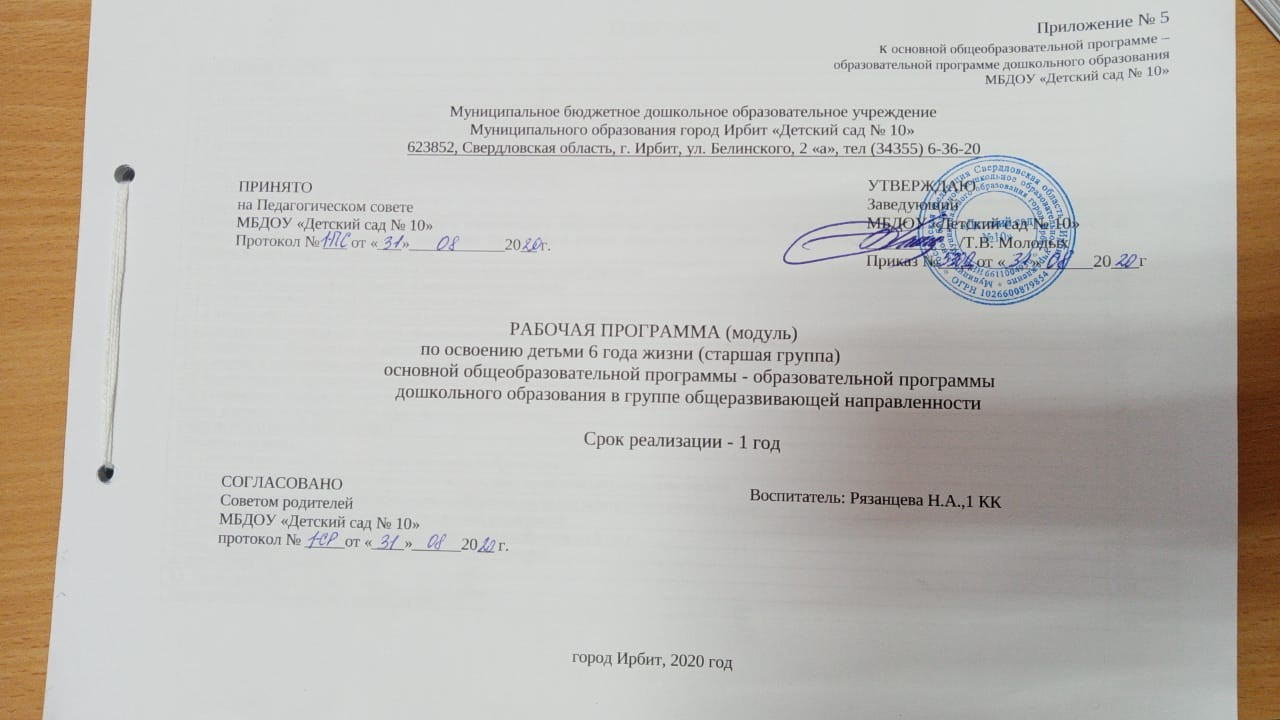 Приложение № 5
к основной общеобразовательной программе –
образовательной программе дошкольного образования
МБДОУ «Детский сад № 10»
Муниципальное бюджетное дошкольное образовательное учреждение
Муниципального образования город Ирбит «Детский сад № 10»
623852, Свердловская область, г. Ирбит, ул. Белинского, 2 «а», тел (34355) 6-36-20
ПРИНЯТО
на Педагогическом совете
МБДОУ «Детский сад № 10»
Протокол № 1ПС от « 31 » 08 2020г.
УТВЕРЖДАЮ
Заведующий
МБДОУ «Детский сад № 10»
/Т.В. Молодых
Приказ № от « 31 » 08 2020 г
ОГРН 1026600879854
РАБОЧАЯ ПРОГРАММА (модуль)
по освоению детьми 6 года жизни (старшая группа)
основной общеобразовательной программы - образовательной программы
дошкольного образования в группе общеразвивающей направленности
Срок реализации - 1 год
СОГЛАСОВАНО
Советом родителей
МБДОУ «Детский сад № 10»
протокол № 1СР от « 31 » 08 2020 г.
Воспитатель: Рязанцева Н.А.,1 КК
город Ирбит, 2020 год